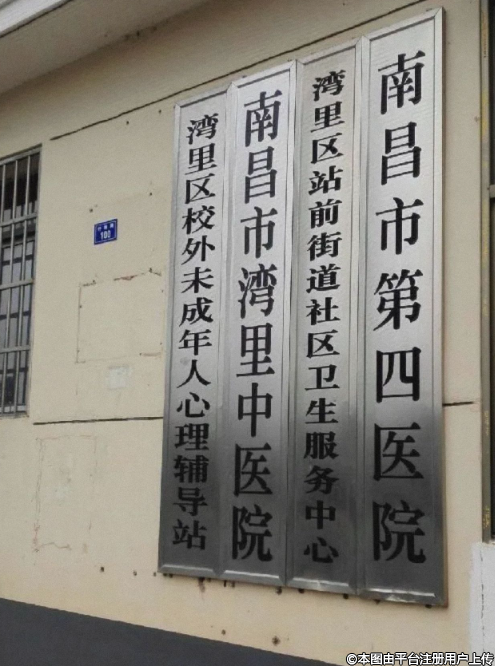 南昌市第四医院
湾里区站前街道社区卫生服务中心
南昌市湾里中医院
湾里区校外未成年人心理辅导站
100
©本图由平台注册用户上传